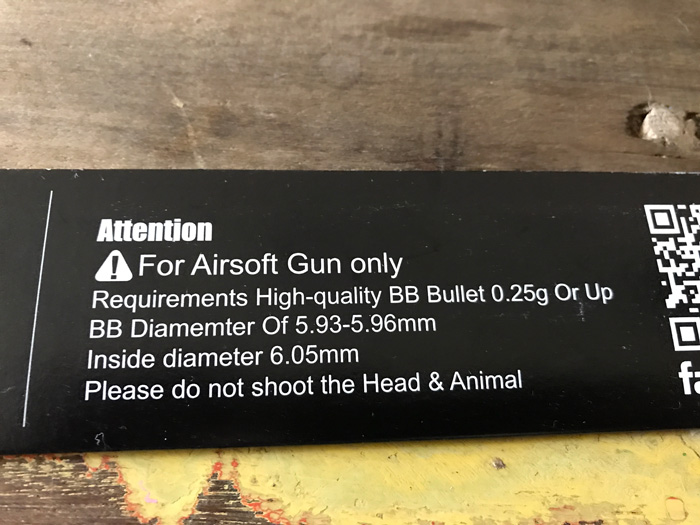 Attention
For Airsoft Gun only
Requirements High-quality BB Bullet 0.25g Or Up
BB Diamemter Of 5.93-5.96mm
Inside diameter 6.05mm
Please do not shoot the Head & Animal